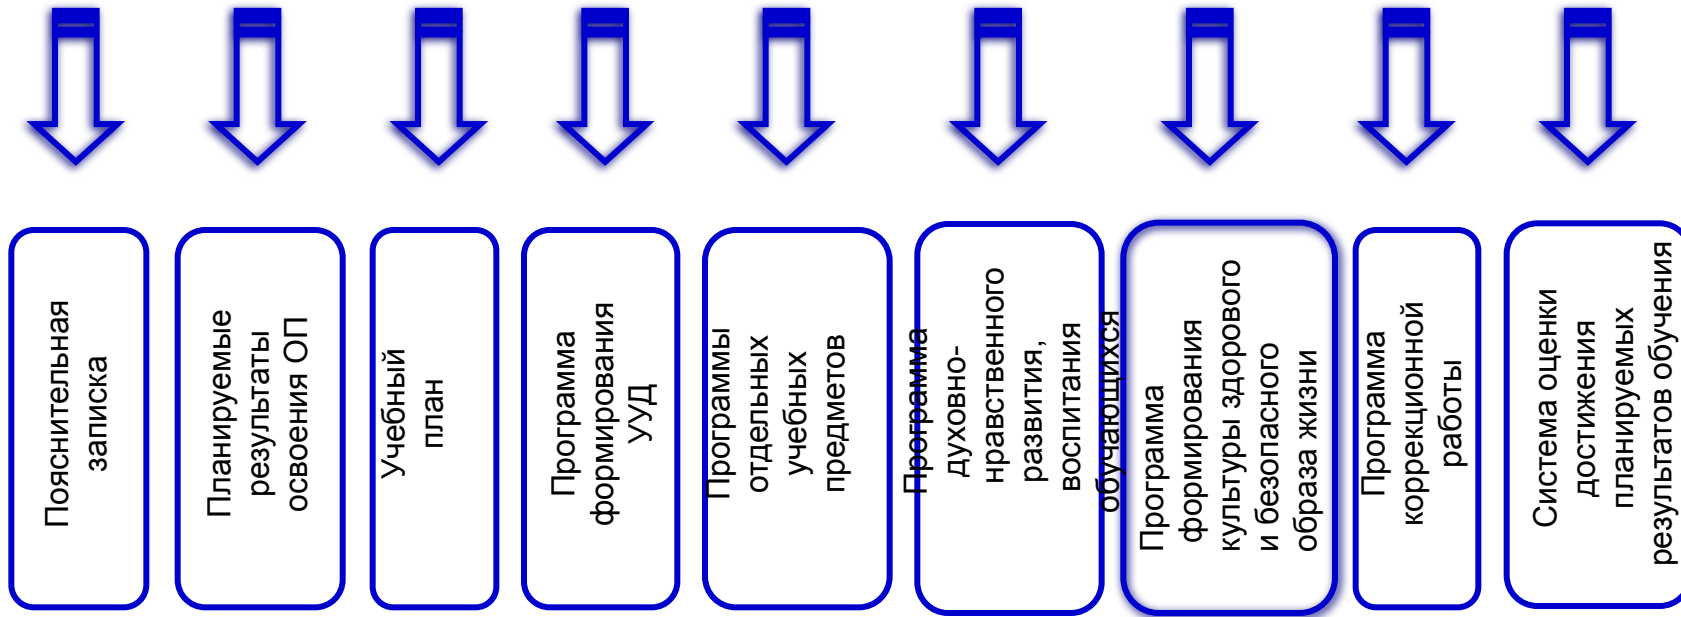 Пояснительная
записка
Планируемые
результаты
освоения ОП
Учебный
план
Программа
формирования
УУД
Программы
отдельных
учебных
предметов
Программа
духовно-
нравственного
развития,
воспитания
обучающихся
Программа
формирования
культуры здорового
и безопасного
образа жизни
Программа
коррекционной
работы
Система оценки
достижения
планируемых
результатов обучения